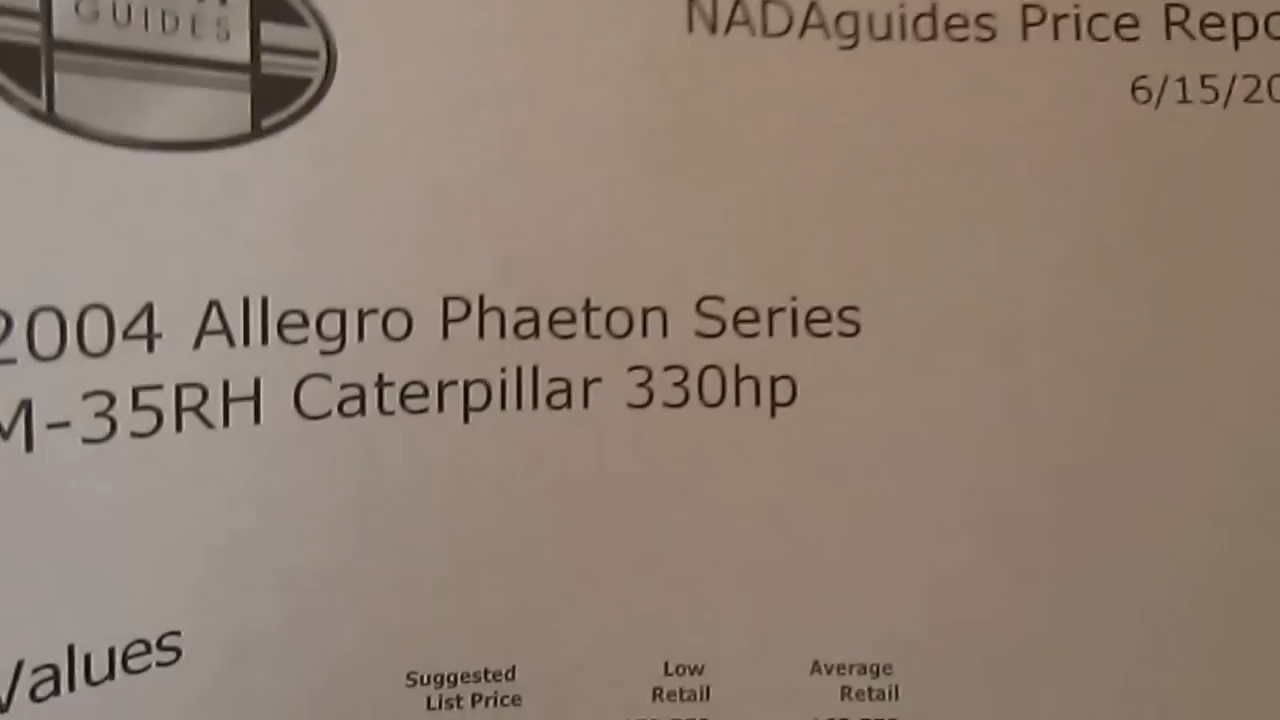 GUIDES
NADAguides Price Repo
6/15/20
2004 Allegro Phaeton Series
M-35RH Caterpillar 330hp
Values
Suggested List Price
Low Retail
Average Retail